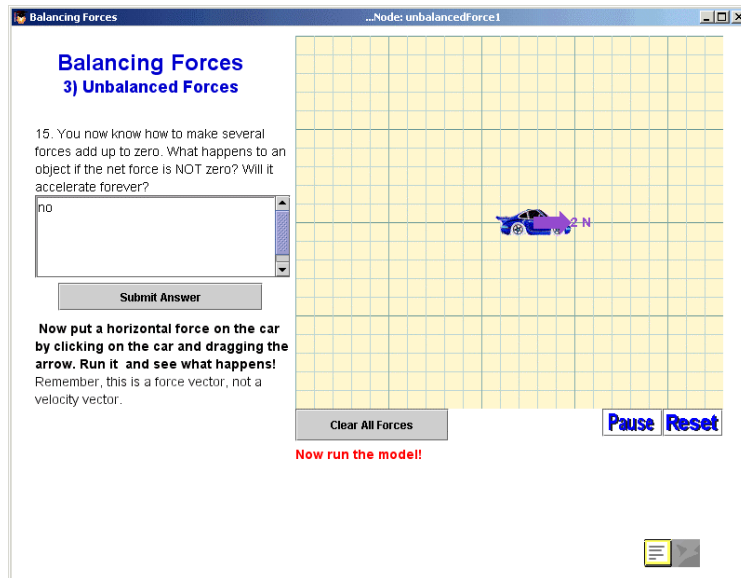 Balancing Forces
...Node: unbalancedForce1
Balancing Forces
3) Unbalanced Forces
15. You now know how to make several
forces add up to zero. What happens to an
object if the net force is NOT zero? Will it
accelerate forever?
no
Submit Answer
Now put a horizontal force on the car
by clicking on the car and dragging the
arrow. Run it  and see what happens!
Remember, this is a force vector, not a
velocity vector.
2 N
Clear All Forces
Pause
Reset
Now run the model!